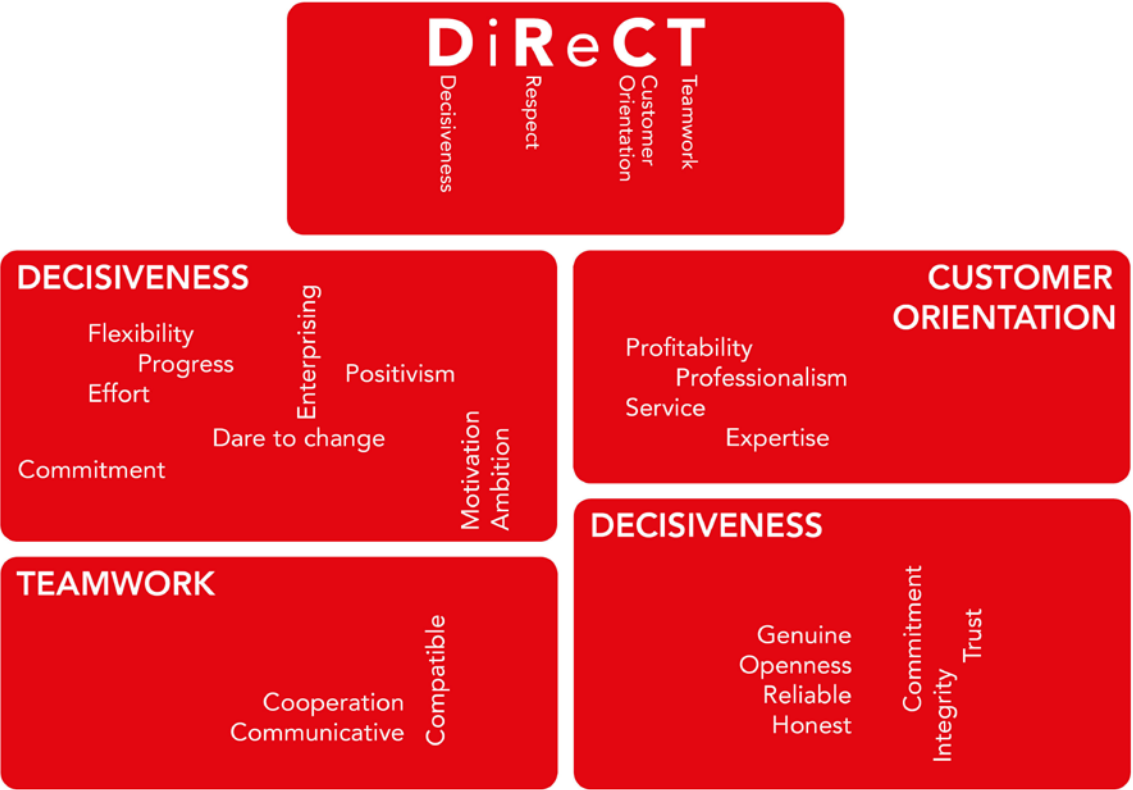 DiReCT
Decisiveness
Respect
Customer
Orientation
Teamwork
DECISIVENESS
Flexibility
Progress
Effort
Enterprising
Positivism
Dare to change
Commitment
Motivation
Ambition
CUSTOMER
ORIENTATION
Profitability
Professionalism
Service
Expertise
TEAMWORK
Cooperation
Communicative
Compatible
DECISIVENESS
Genuine
Openness
Reliable
Honest
Commitment
Integrity
Trust